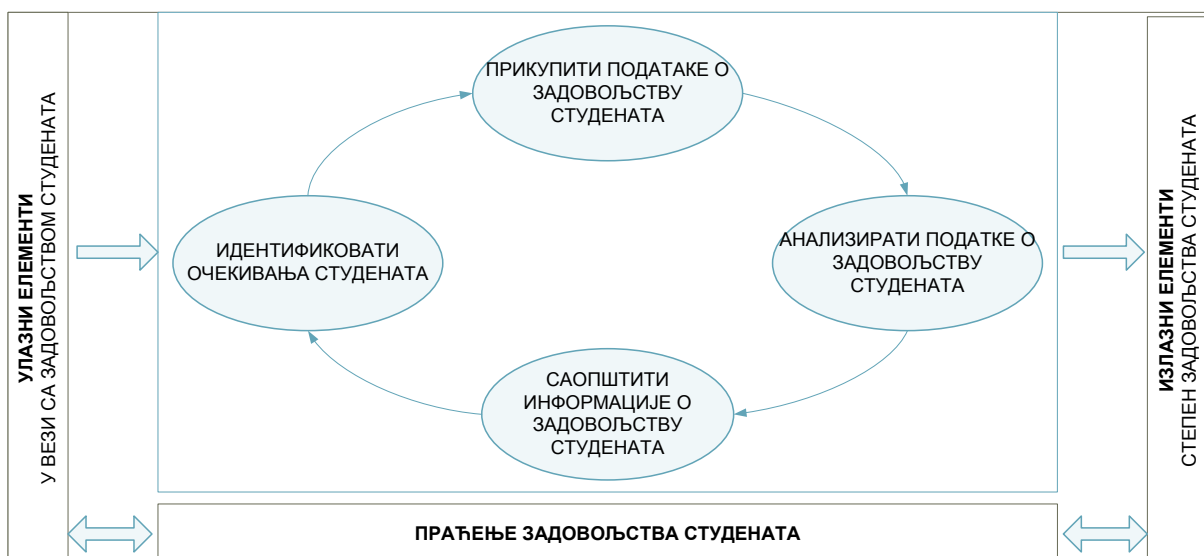 УЛАЗНИ ЕЛЕМЕНТИ
У ВЕЗИ СА ЗАДОВОЉСТВОМ СТУДЕНАТА
ПРИКУПИТИ ПОДАТАКЕ О
ЗАДОВОЉСТВУ
СТУДЕНАТА
ИДЕНТИФИКОВАТИ
ОЧЕКИВАЊА СТУДЕНАТА
АНАЛИЗИРАТИ ПОДАТКЕ О
ЗАДОВОЉСТВУ
СТУДЕНАТА
САОПШТИТИ
ИНФОРМАЦИЈЕ О
ЗАДОВОЉСТВУ
СТУДЕНАТА
ИЗЛАЗНИ ЕЛЕМЕНТИ
СТЕПЕН ЗАДОВОЉСТВА СТУДЕНАТА
ПРАЋЕЊЕ ЗАДОВОЉСТВА СТУДЕНАТА